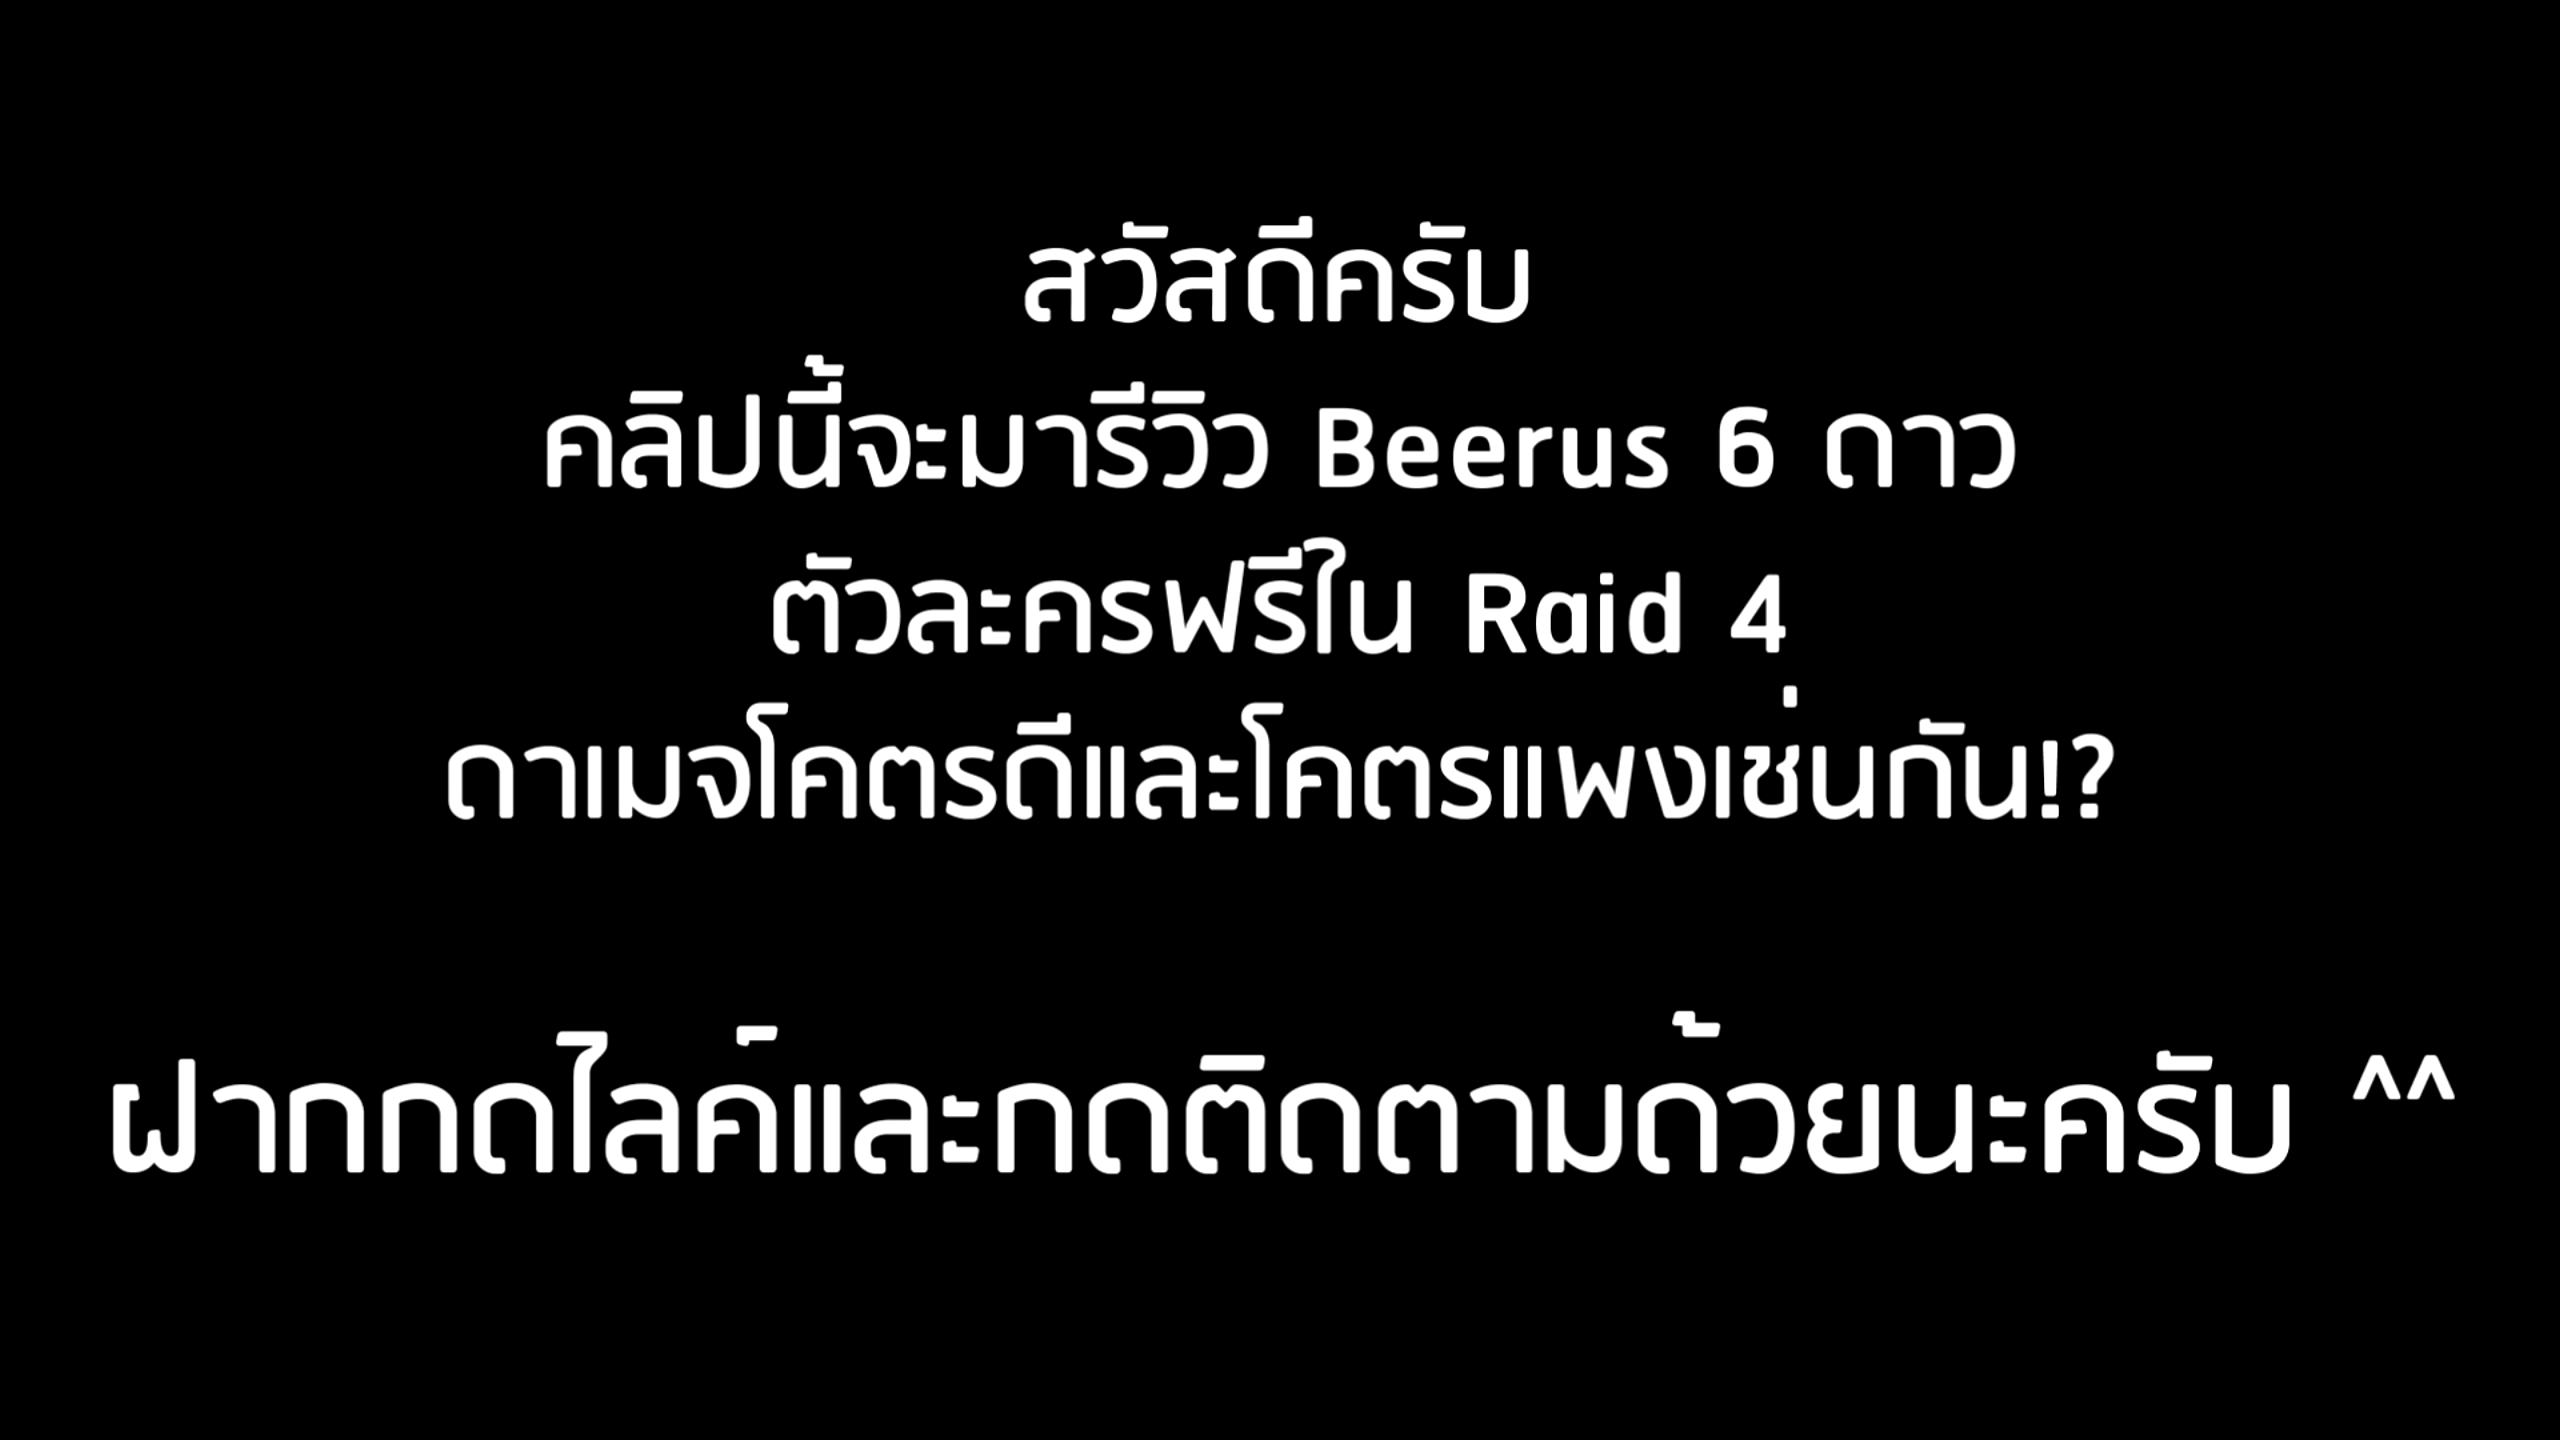 สวัสดีครับ
คลิปนี้จะมารีวิว Beerus 6 ดาว
ตัวละครฟรีใน Raid 4
ดาเมจโคตรดีและโคตรแพงเช่นกัน!?
ฝากกดไลค์และกดติดตามด้วยนะครับ ^^